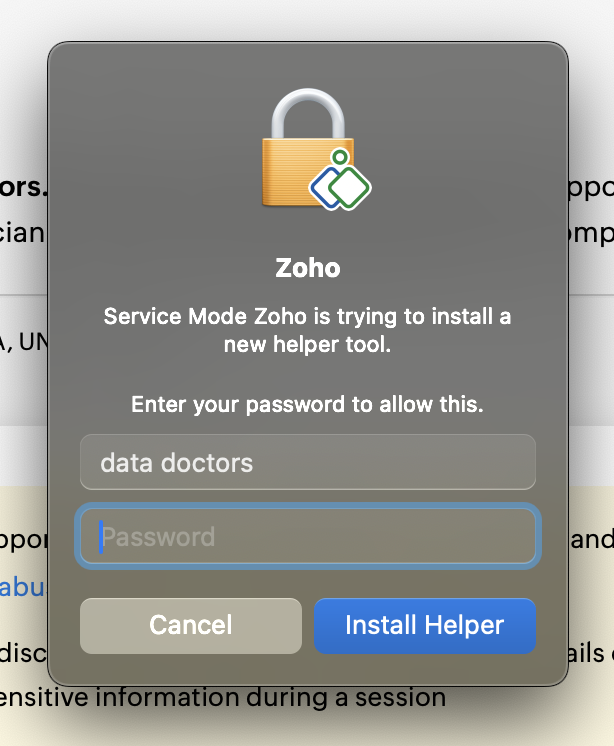 ors.
ppo
cian
omp
Zoho
Service Mode Zoho is trying to install a
new helper tool.
A, UN
Enter your password to allow this.
data doctors
Password
ppor
and
abu
Cancel
Install Helper
disc
ails
ensitive information during a session